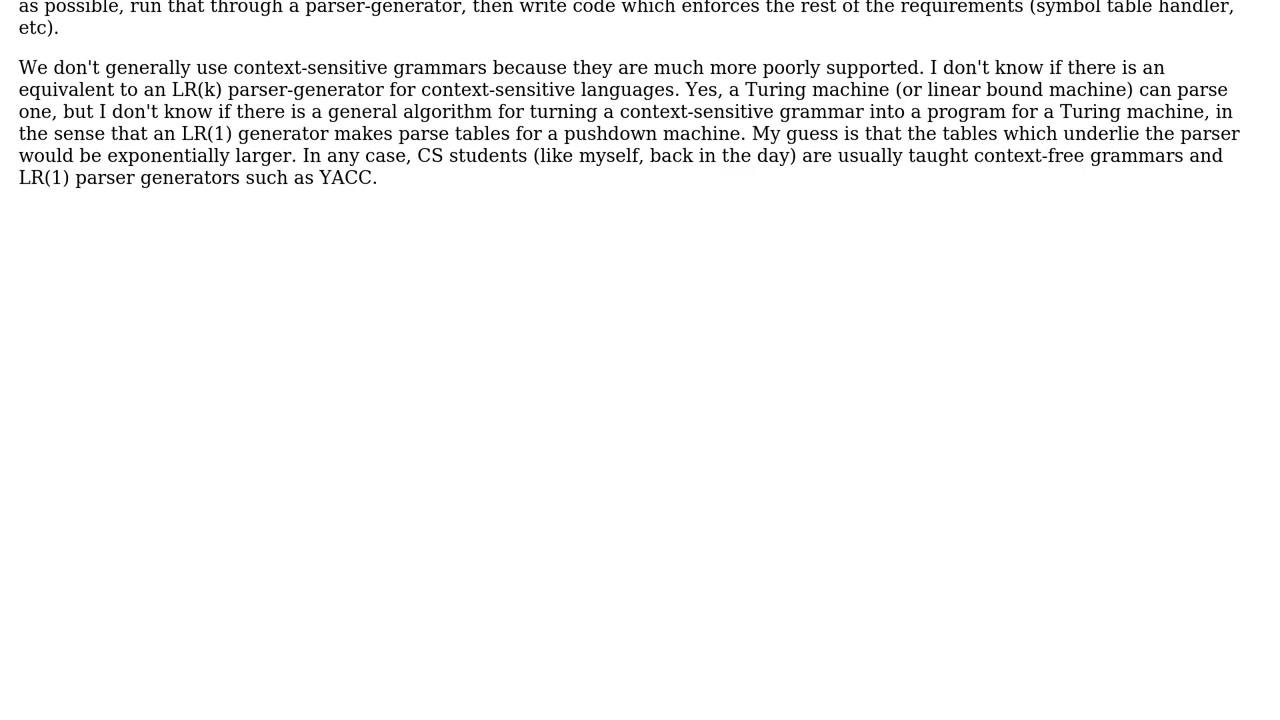 as possible, run that through a parser-generator, then write code which enforces the rest of the requirements (symbol table handler,
etc).
We don't generally use context-sensitive grammars because they are much more poorly supported. I don't know if there is an
equivalent to an LR(k) parser-generator for context-sensitive languages. Yes, a Turing machine (or linear bound machine) can parse
one, but I don't know if there is a general algorithm for turning a context-sensitive grammar into a program for a Turing machine, in
the sense that an LR(1) generator makes parse tables for a pushdown machine. My guess is that the tables which underlie the parser
would be exponentially larger. In any case, CS students (like myself, back in the day) are usually taught context-free grammars and
LR(1) parser generators such as YACC.